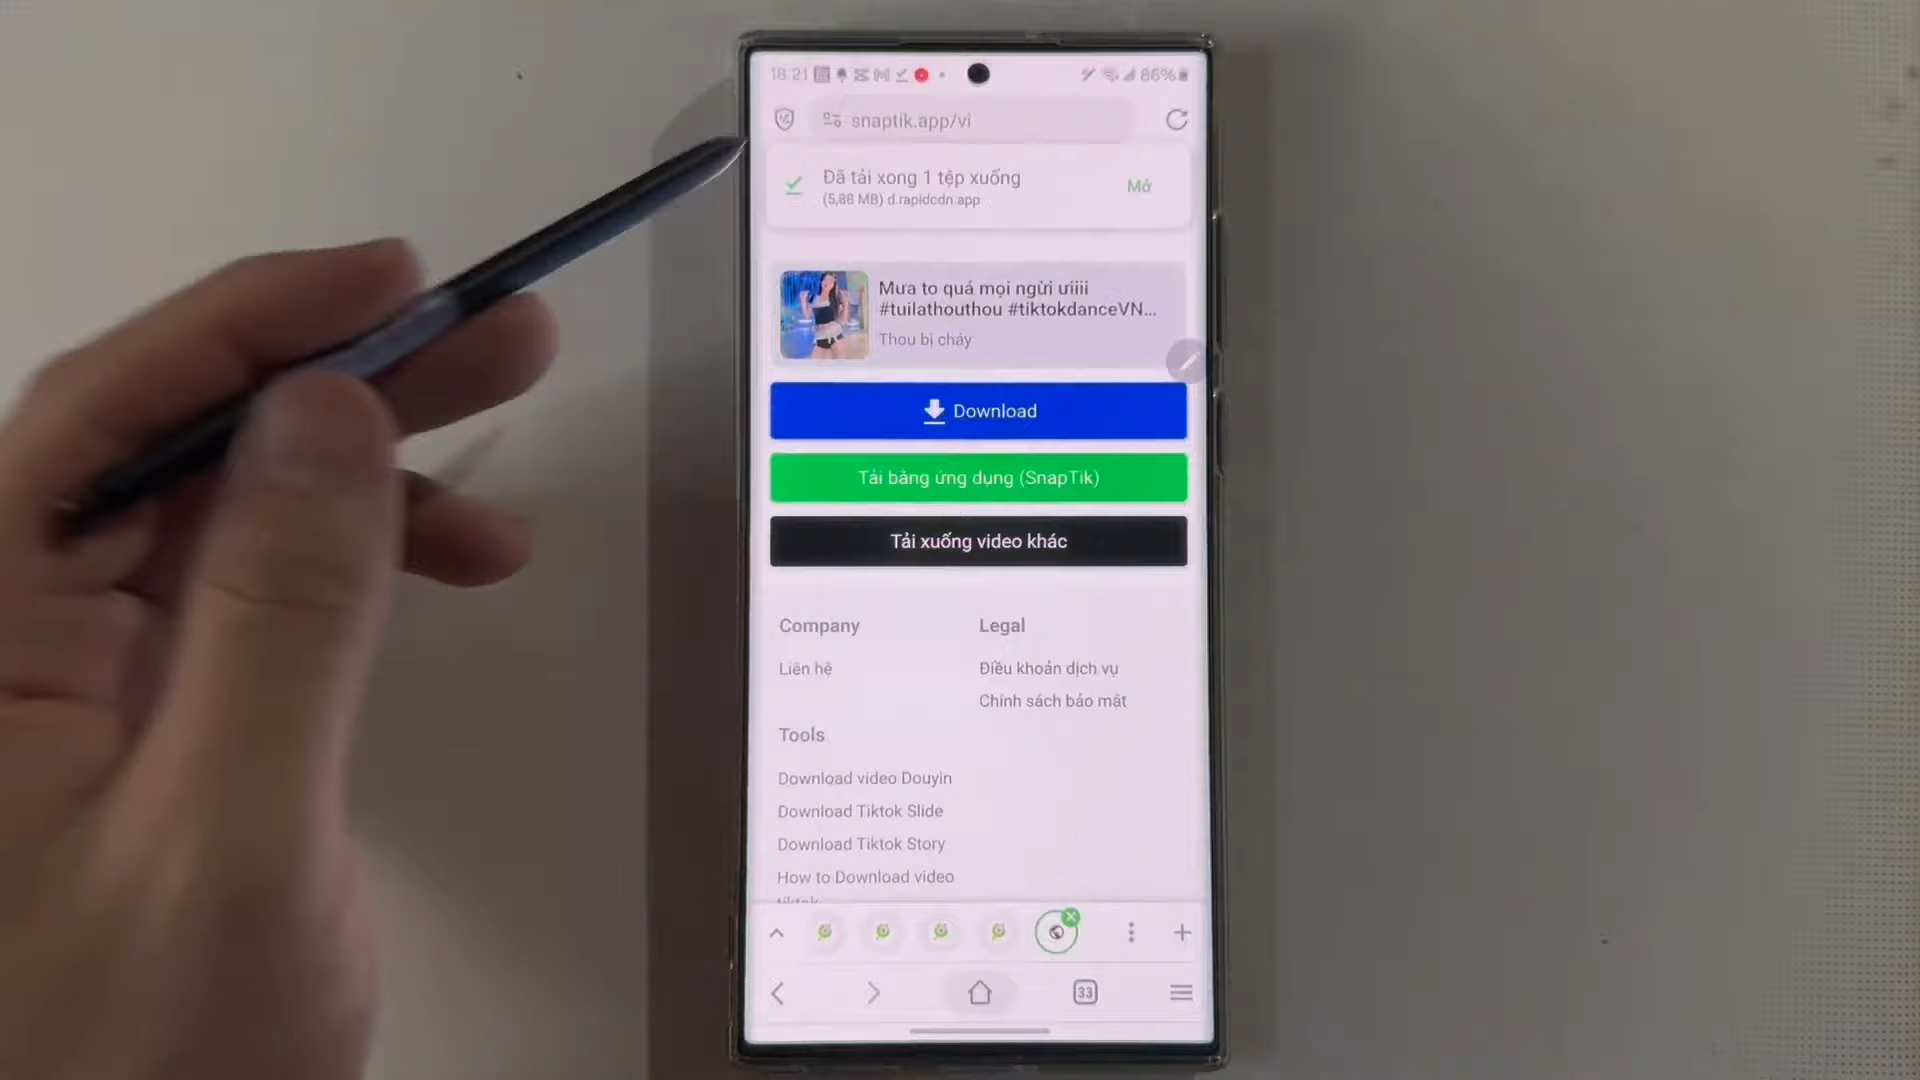 18:21
86%
snaptik.app/vi
Đã tải xong 1 tệp xuống
Mở
(5,88 MB) d.rapidcdn.app
Mưa to quá mọi ngừi ưiiii
#tuilathouthou #tiktokdanceVN...
Thou bị cháy
Download
Tải bằng ứng dụng (SnapTik)
Tải xuống video khác
Company
Legal
Liên hệ
Điều khoản dịch vụ
Chính sách bảo mật
Tools
Download video Douyin
Download Tiktok Slide
Download Tiktok Story
How to Download video
tiktok
33